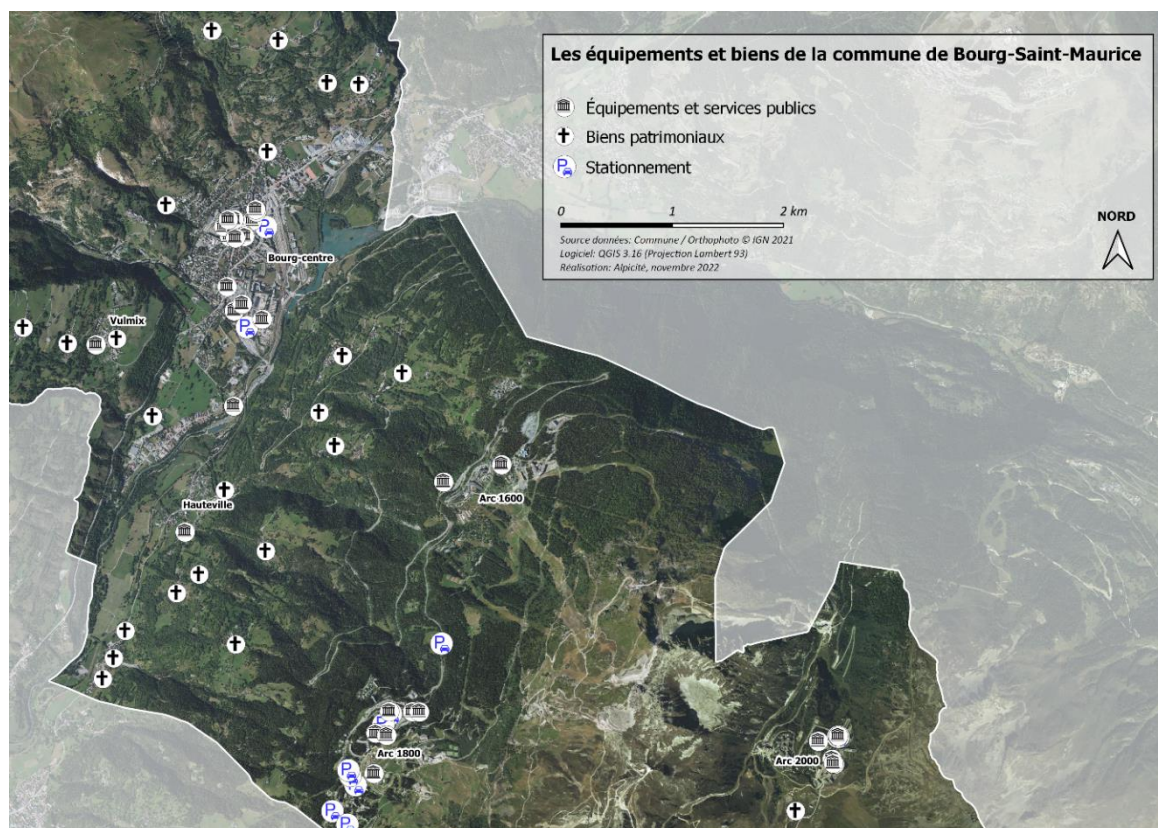 Les équipements et biens de la commune de Bourg-Saint-Maurice
Équipements et services publics
Biens patrimoniaux
P Stationnement
0 1 2 km
Source données: Commune / Orthophoto © IGN 2021
Logiciel: QGIS 3.16 (Projection Lambert 93)
Réalisation: Alpicité, novembre 2022
NORD
Bourg-centre
Vulmix
Hauteville
Arc 1600
Arc 1800
Arc 2000